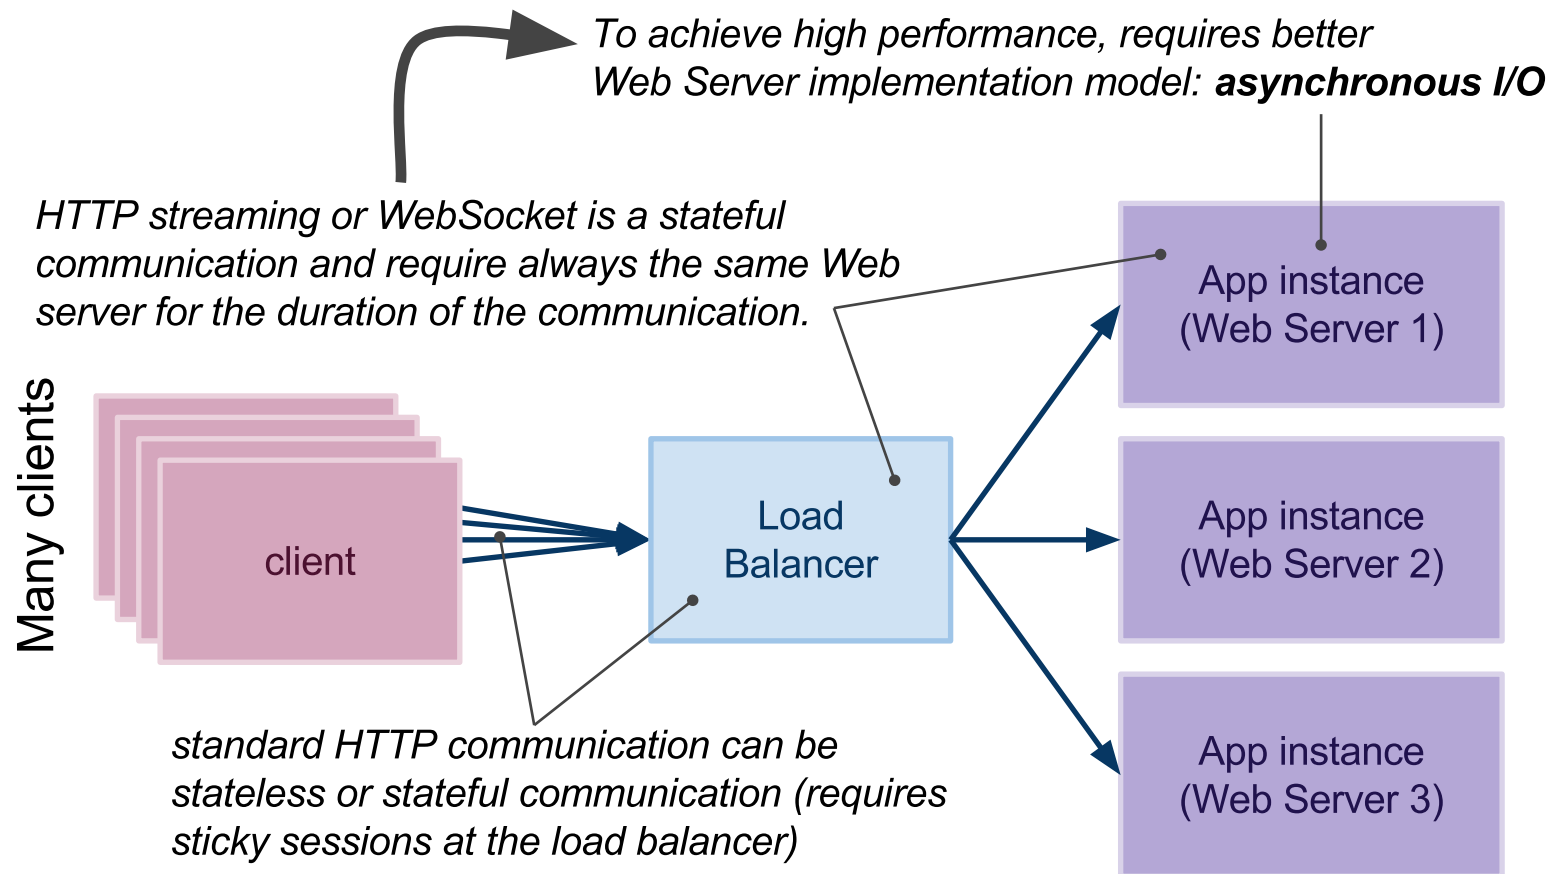 To achieve high performance, requires better
Web Server implementation model: asynchronous I/O
HTTP streaming or WebSocket is a stateful
communication and require always the same Web
server for the duration of the communication.
Many clients
client
Load
Balancer
App instance
(Web Server 1)
App instance
(Web Server 2)
App instance
(Web Server 3)
standard HTTP communication can be
stateless or stateful communication (requires
sticky sessions at the load balancer)